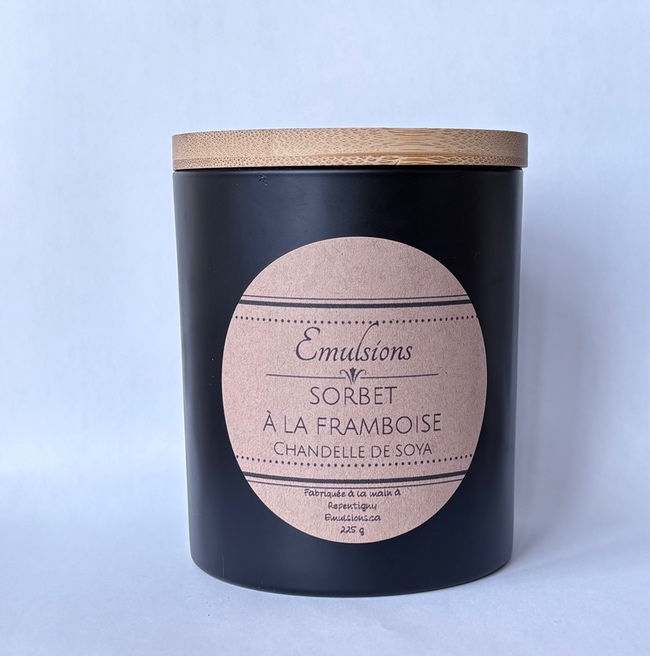 Emulsions
SORBET
À LA FRAMBOISE
CHANDELLE DE SOYA
Fabriquée à la main à
Repentigny
Emulsions.ca
225 g